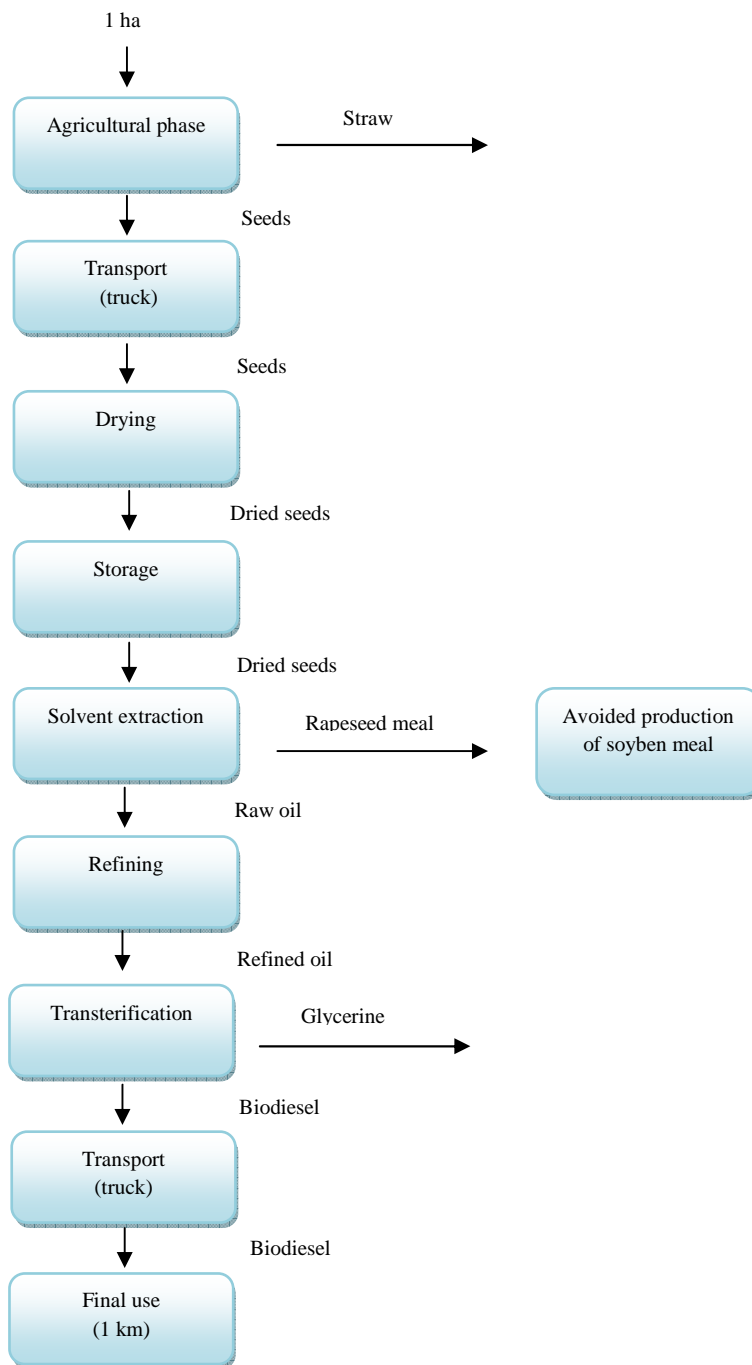 1 ha
Agricultural phase
Straw
Seeds
Transport
(truck)
Seeds
Drying
Dried seeds
Storage
Dried seeds
Solvent extraction
Rapeseed meal
Avoided production
of soyben meal
Raw oil
Refining
Refined oil
Transterification
Glycerine
Biodiesel
Transport
(truck)
Biodiesel
Final use
(1 km)